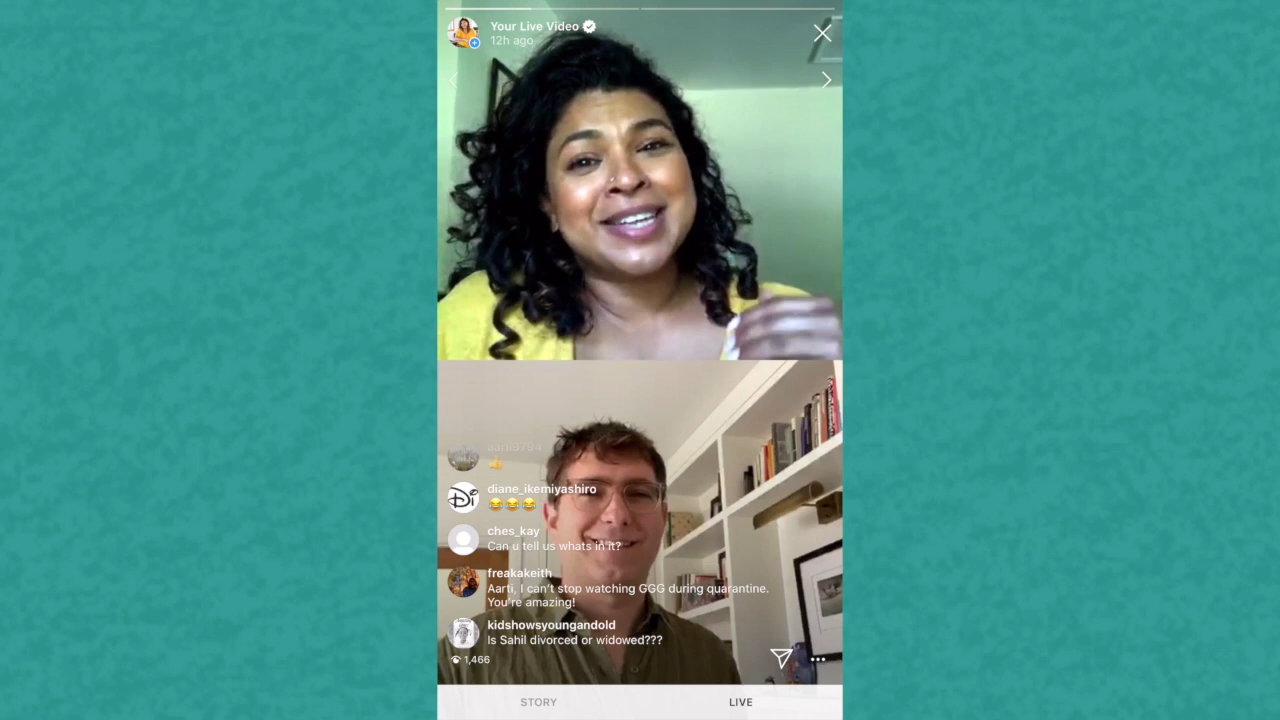 Your Live Video
12h ago
diane_ikemiyashiro
😂😂😂
ches_kay
Can u tell us whats in it?
freakakeith
Aarti, I can't stop watching GGG during quarantine.
You're amazing!
kidshowsyoungandold
Is Sahil divorced or widowed???
1,466
STORY
LIVE